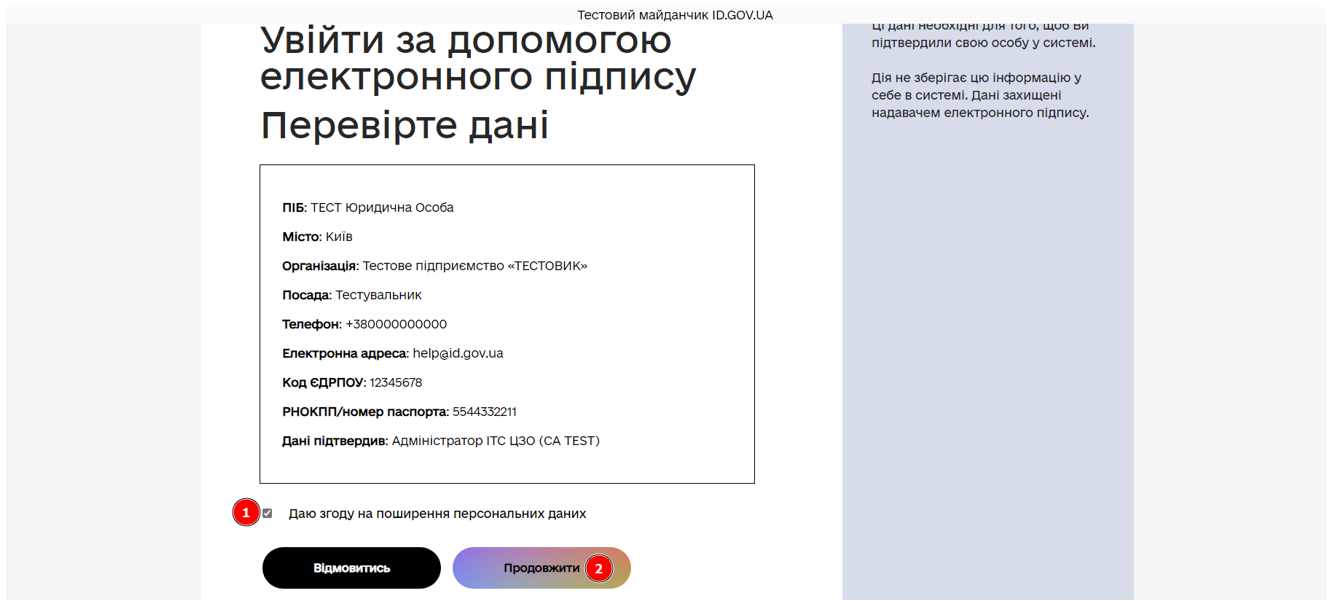 Тестовий майданчик ID.GOV.UA
Увійти за допомогою
електронного підпису
Перевірте дані
ПІБ: ТЕСТ Юридична Особа
Місто: Київ
Організація: Тестове підприємство «ТЕСТОВИК»
Посада: Тестувальник
Телефон: +380000000000
Електронна адреса: help@id.gov.ua
Код ЄДРПОУ: 12345678
РНОКПП/номер паспорта: 5544332211
Дані підтвердив: Адміністратор ІТС ЦЗО (CA TEST)
1 Даю згоду на поширення персональних даних
Відмовитись
Продовжити 2
Ці дані необхідні для того, щоб ви
підтвердили свою особу у системі.
Дія не зберігає цю інформацію у
себе в системі. Дані захищені
надавачем електронного підпису.